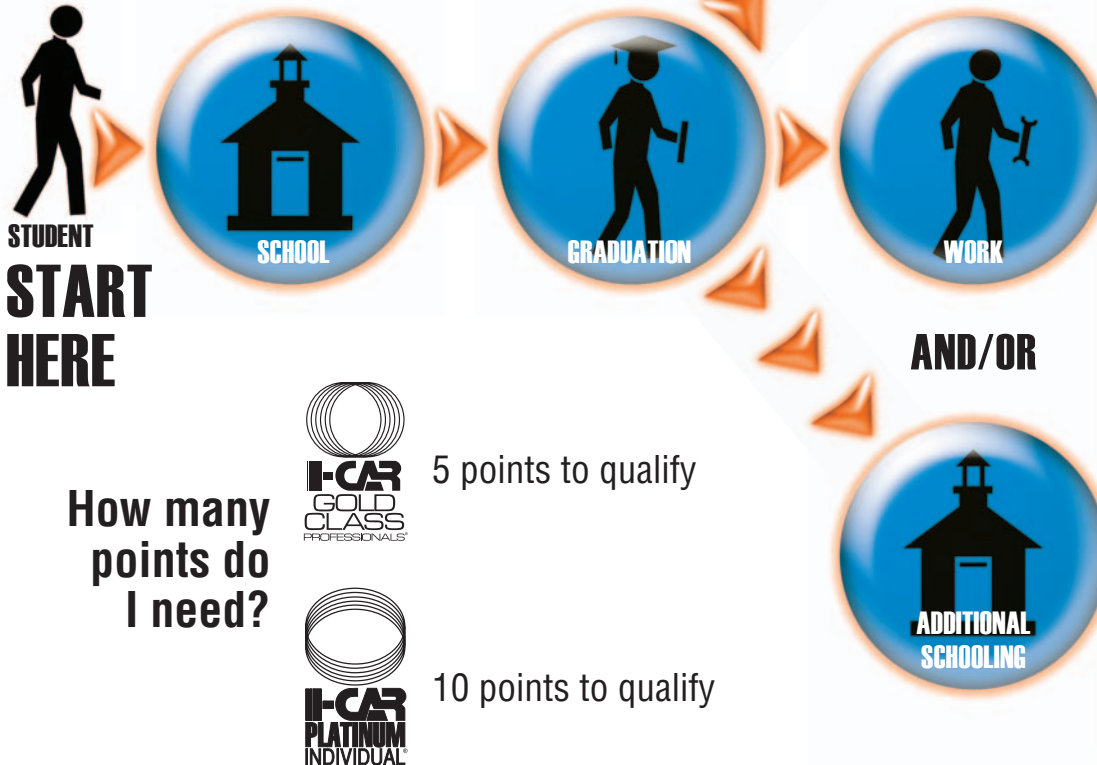 STUDENT
START
HERE
SCHOOL
GRADUATION
WORK
AND/OR
ADDITIONAL
SCHOOLING
How many
points do
I need?
I-CAR
GOLD
CLASS
PROFESSIONALS®
5 points to qualify
I-CAR
PLATINUM
INDIVIDUAL®
10 points to qualify